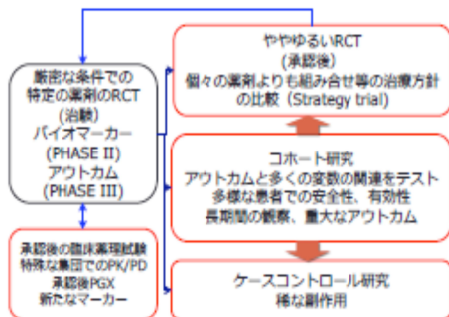 厳密な条件での
特定の薬剤のRCT
(治験)
バイオマーカー
(PHASE II)
アウトカム
(PHASE III)
承認後の臨床薬理試験
特殊な集団でのPK/PD
承認後PGX
新たなマーカー
ややゆるいRCT
(承認後)
個々の薬剤よりも組み合せ等の治療方針
の比較（Strategy trial)
コホート研究
アウトカムと多くの変数の関連をテスト
多様な患者での安全性、有効性
長期間の観察、重大なアウトカム
ケースコントロール研究
稀な副作用